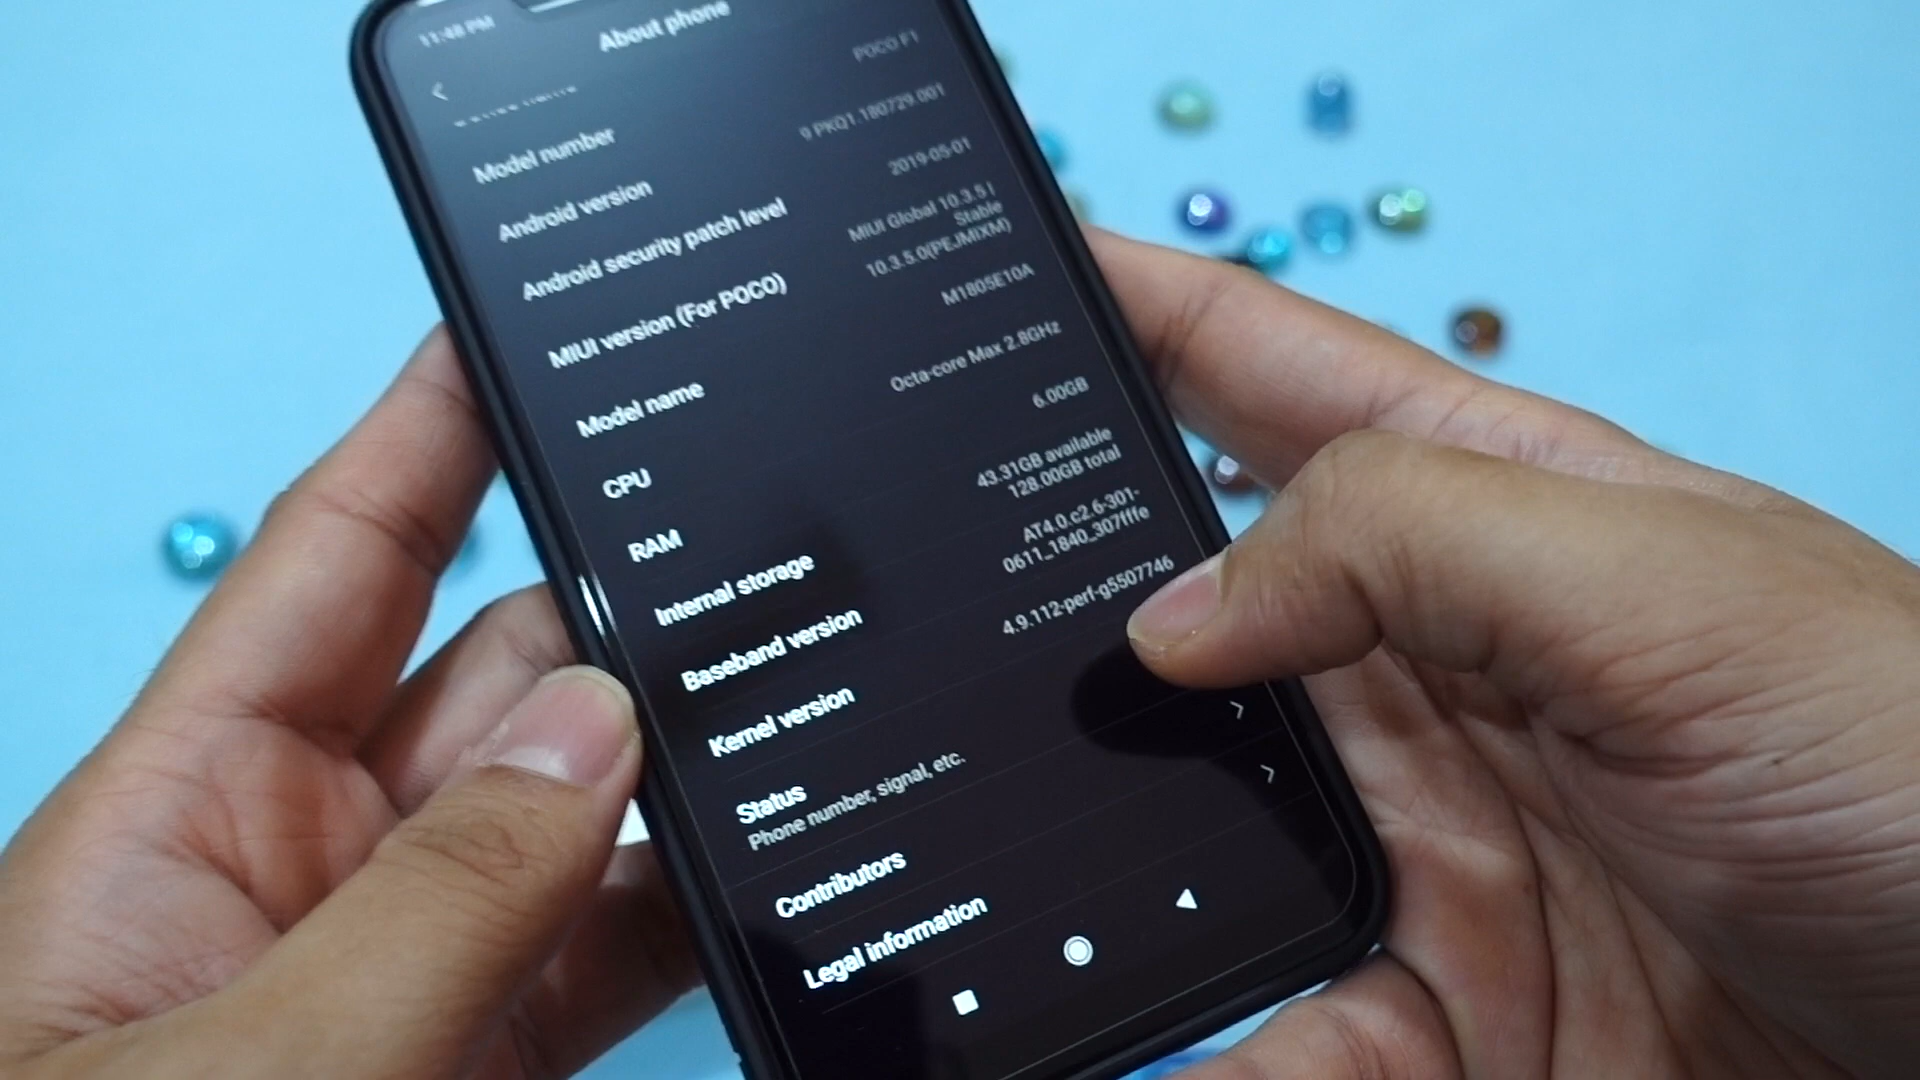 11:48 PM
About phone
POCO F1
Model number
9 PKQ1.180729.001
Android version
2019-05-01
Android security patch level
MIUI Global 10.3.5 |
Stable
10.3.5.0(PEJMIXM)
MIUI version (For POCO)
M1805E10A
Model name
Octa-core Max 2.8GHz
CPU
6.00GB
RAM
43.31GB available
128.00GB total
Internal storage
AT4.0.c2.6-301-
0611_1840_307fffe
Baseband version
4.9.112-perf-g5507746
Kernel version
Status
Phone number, signal, etc.
Contributors
Legal information